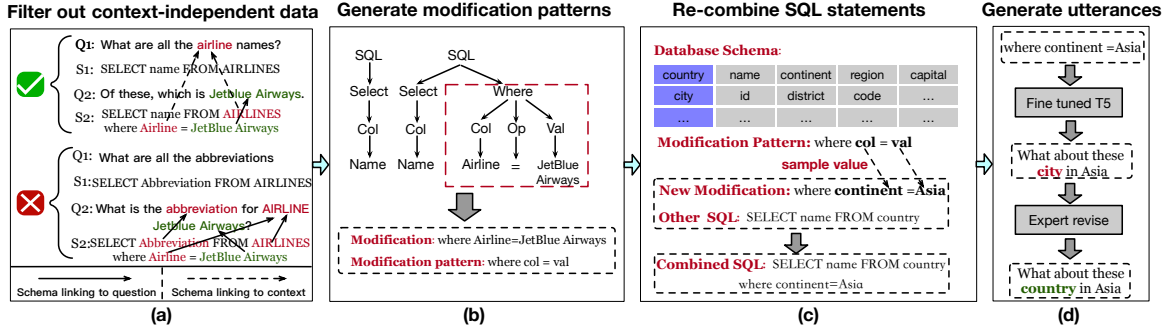 Filter out context-independent data
Q1: What are all the airline names?
S1: SELECT name FROM AIRLINES
Q2: Of these, which is Jetblue Airways.
S2: SELECT name FROM AIRLINES
where Airline = JetBlue Airways
Q1: What are all the abbreviations
S1:SELECT Abbreviation FROM AIRLINES
Q2: What is the abbreviation for AIRLINE
Jetblue Airways?
S2:SELECT Abbreviation FROM AIRLINES
where Airline = JetBlue Airways
Schema linking to question
Schema linking to context
(a)
Generate modification patterns
SQL
SQL
Select
Select
Where
Col
Col
Col
Op
Val
Name
Name
Airline
=
JetBlue
Airways
Modification: where Airline=JetBlue Airways
Modification pattern: where col = val
(b)
Re-combine SQL statements
Database Schema:
country name continent region capital
city id district code ...
... ... ... ... ...
Modification Pattern: where col = val
sample value
New Modification: where continent =Asia
Other SQL: SELECT name FROM country
Combined SQL: SELECT name FROM country
where continent=Asia
(c)
Generate utterances
where continent =Asia
Fine tuned T5
What about these
city in Asia
Expert revise
What about these
country in Asia
(d)